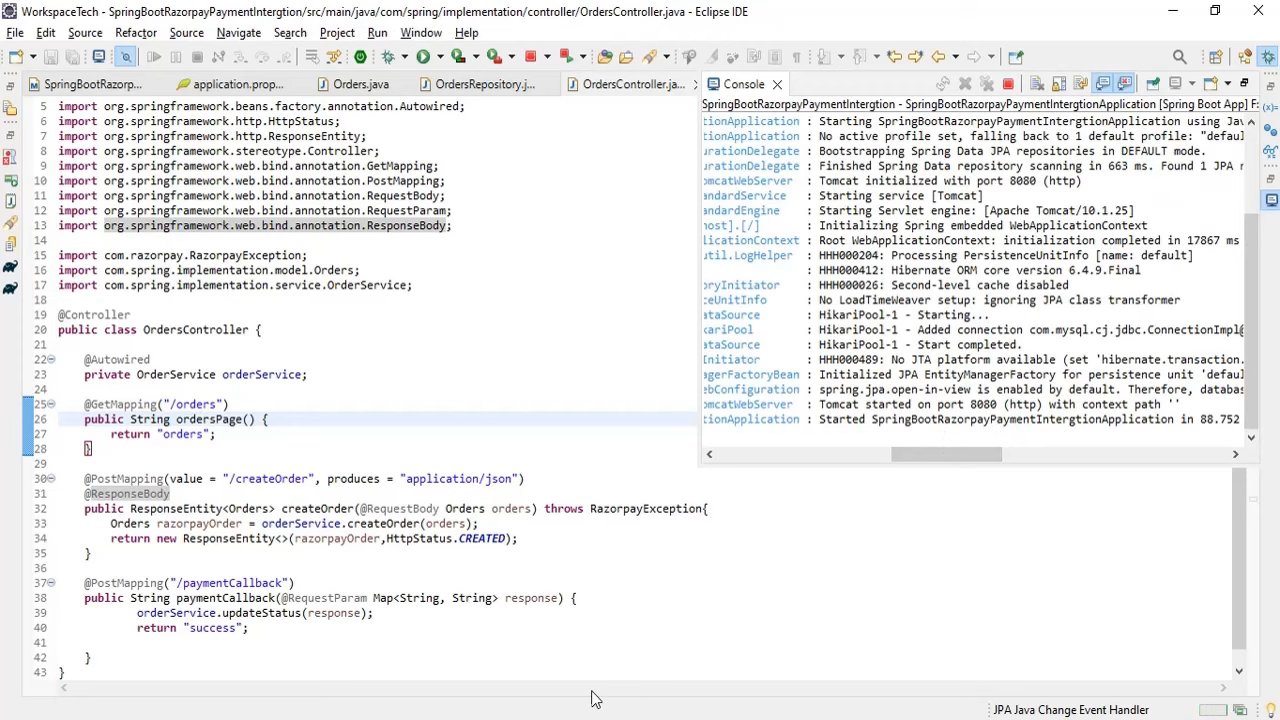 WorkspaceTech - SpringBootRazorpayPaymentIntergtion/src/main/java/com/spring/implementation/controller/OrdersController.java - Eclipse IDE
File Edit Source Refactor Source Navigate Search Project Run Window Help
SpringBootRazorp... application.prop... Orders.java OrdersRepository.j... OrdersController.ja... Console
5 import org.springframework.beans.factory.annotation.Autowired;
6 import org.springframework.http.HttpStatus;
7 import org.springframework.http.ResponseEntity;
8 import org.springframework.stereotype.Controller;
9 import org.springframework.web.bind.annotation.GetMapping;
10 import org.springframework.web.bind.annotation.PostMapping;
11 import org.springframework.web.bind.annotation.RequestBody;
12 import org.springframework.web.bind.annotation.RequestParam;
13 import org.springframework.web.bind.annotation.ResponseBody;
14
15 import com.razorpay.RazorpayException;
16 import com.spring.implementation.model.Orders;
17 import com.spring.implementation.service.OrderService;
18
19 @Controller
20 public class OrdersController {
21
22 @Autowired
23 private OrderService orderService;
24
25 @GetMapping("/orders")
26 public String ordersPage() {
27 return "orders";
28 }
29
30 @PostMapping(value = "/createOrder", produces = "application/json")
31 @ResponseBody
32 public ResponseEntity<Orders> createOrder(@RequestBody Orders orders) throws RazorpayException{
33 Orders razorpayOrder = orderService.createOrder(orders);
34 return new ResponseEntity<>(razorpayOrder,HttpStatus.CREATED);
35 }
36
37 @PostMapping("/paymentCallback")
38 public String paymentCallback(@RequestParam Map<String, String> response) {
39 orderService.updateStatus(response);
40 return "success";
41
42 }
43 }
SpringBootRazorpayPaymentIntergtion - SpringBootRazorpayPaymentIntergtionApplication [Spring Boot App] F:
tionApplication : Starting SpringBootRazorpayPaymentIntergtionApplication using Jav
tionApplication : No active profile set, falling back to 1 default profile: "defau
urationDelegate : Bootstrapping Spring Data JPA repositories in DEFAULT mode.
urationDelegate : Finished Spring Data repository scanning in 663 ms. Found 1 JPA r
omcatWebServer : Tomcat initialized with port 8080 (http)
andardService : Starting service [Tomcat]
andardEngine : Starting Servlet engine: [Apache Tomcat/10.1.25]
host].[/] : Initializing Spring embedded WebApplicationContext
licationContext : Root WebApplicationContext: initialization completed in 17867 ms
util.LogHelper : HHH000204: Processing PersistenceUnitInfo [name: default]
: HHH000412: Hibernate ORM core version 6.4.9.Final
oryInitiator : HHH000026: Second-level cache disabled
ceUnitInfo : No LoadTimeWeaver setup: ignoring JPA class transformer
ataSource : HikariPool-1 - Starting...
kariPool : HikariPool-1 - Added connection com.mysql.cj.jdbc.ConnectionImpl@
ataSource : HikariPool-1 - Start completed.
Initiator : HHH000489: No JTA platform available (set 'hibernate.transaction.
agerFactoryBean : Initialized JPA EntityManagerFactory for persistence unit 'defau
webConfiguration : spring.jpa.open-in-view is enabled by default. Therefore, databas
omcatWebServer : Tomcat started on port 8080 (http) with context path ''
tionApplication : Started SpringBootRazorpayPaymentIntergtionApplication in 88.752
JPA Java Change Event Handler